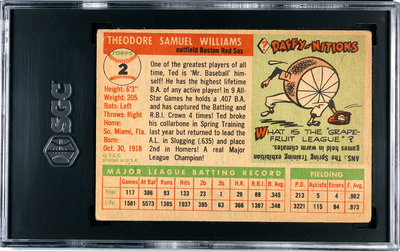 THEODORE SAMUEL WILLIAMS
outfield Boston Red Sox
TOPPS
2
Height: 6'3"
Weight: 205
Bats: Left
Throws: Right
Home:
So. Miami, Fla.
Born:
Oct. 30, 1918
© T.C.G.
PRINTED IN U.S.A.
One of the greatest players of all
time, Ted is 'Mr. Baseball' him-
self! He has the highest lifetime
B.A. of any active player! In 9 All-
Star Games he holds a .407 B.A.
and has captured the Batting and
R.B.I. Crown 4 times! Ted broke
his collarbone in Spring Training
last year but returned to lead the
A.L. in Slugging (.635) and place
2nd in Homers! A real Major
League Champion!
? DAFFY-NITIONS
WHAT IS THE "GRAPE-
FRUIT LEAGUE"?
ANS.: The Spring Training exhibition
games held in warm climates.
SGC
MAJOR LEAGUE BATTING RECORD
FIELDING
Games At Bat Runs Hits 2b 3b H.R. R.B.I. B. Avg. P.O. Assists Errors F. Avg.
Year 117 386 93 133 23 1 29 89 .345 213 5 4 .982
Life 1581 5573 1387 1937 390 63 366 1351 .348 3221 115 94 .973